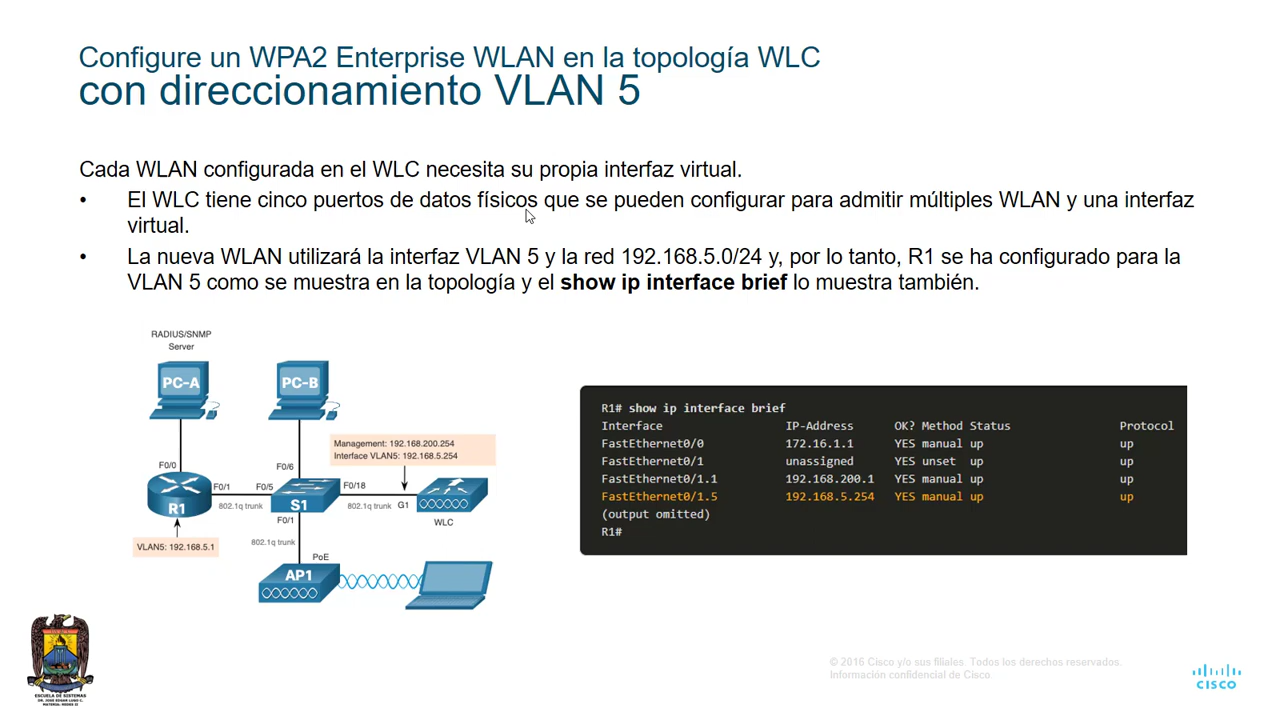 Configure un WPA2 Enterprise WLAN en la topología WLC
con direccionamiento VLAN 5
Cada WLAN configurada en el WLC necesita su propia interfaz virtual.
• El WLC tiene cinco puertos de datos físicos que se pueden configurar para admitir múltiples WLAN y una interfaz
virtual.
• La nueva WLAN utilizará la interfaz VLAN 5 y la red 192.168.5.0/24 y, por lo tanto, R1 se ha configurado para la
VLAN 5 como se muestra en la topología y el show ip interface brief lo muestra también.
RADIUS/SNMP
Server
PC-A
PC-B
Management: 192.168.200.254
Interface VLAN5: 192.168.5.254
F0/0
F0/6
F0/1
F0/5
F0/18
R1
802.1q trunk
S1
802.1q trunk
G1
WLC
F0/1
VLAN5: 192.168.5.1
802.1q trunk
PoE
AP1
R1# show ip interface brief
Interface IP-Address OK? Method Status Protocol
FastEthernet0/0 172.16.1.1 YES manual up up
FastEthernet0/1 unassigned YES unset up up
FastEthernet0/1.1 192.168.200.1 YES manual up up
FastEthernet0/1.5 192.168.5.254 YES manual up up
(output omitted)
R1#
ESCUELA DE SISTEMAS
DR. JOSE EDGAR LUGO C.
MATERIA: REDES II
© 2016 Cisco y/o sus filiales. Todos los derechos reservados.
Información confidencial de Cisco
CISCO